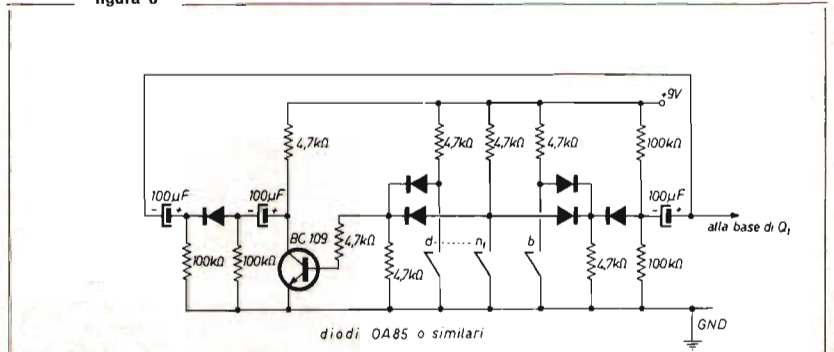 figura 6
+9V
4,7kΩ
4,7kΩ
4,7kΩ
4,7kΩ
100kΩ
100µF
- +
100µF
- +
100µF
- +
alla base di Q₁
BC 109
4,7kΩ
100kΩ
100kΩ
4,7kΩ
d ........ n₁
b
4,7kΩ
100kΩ
diodi OA85 o similari
GND